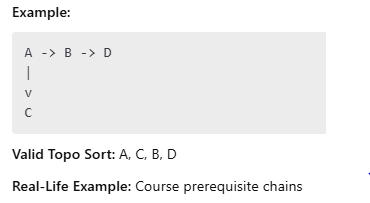 Example:
A -> B -> D
|
v
C
Valid Topo Sort: A, C, B, D
Real-Life Example: Course prerequisite chains